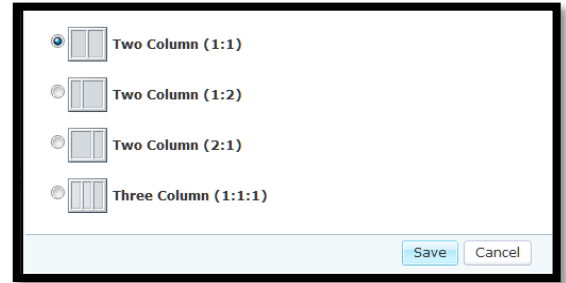 Two Column (1:1)
Two Column (1:2)
Two Column (2:1)
Three Column (1:1:1)
Save Cancel